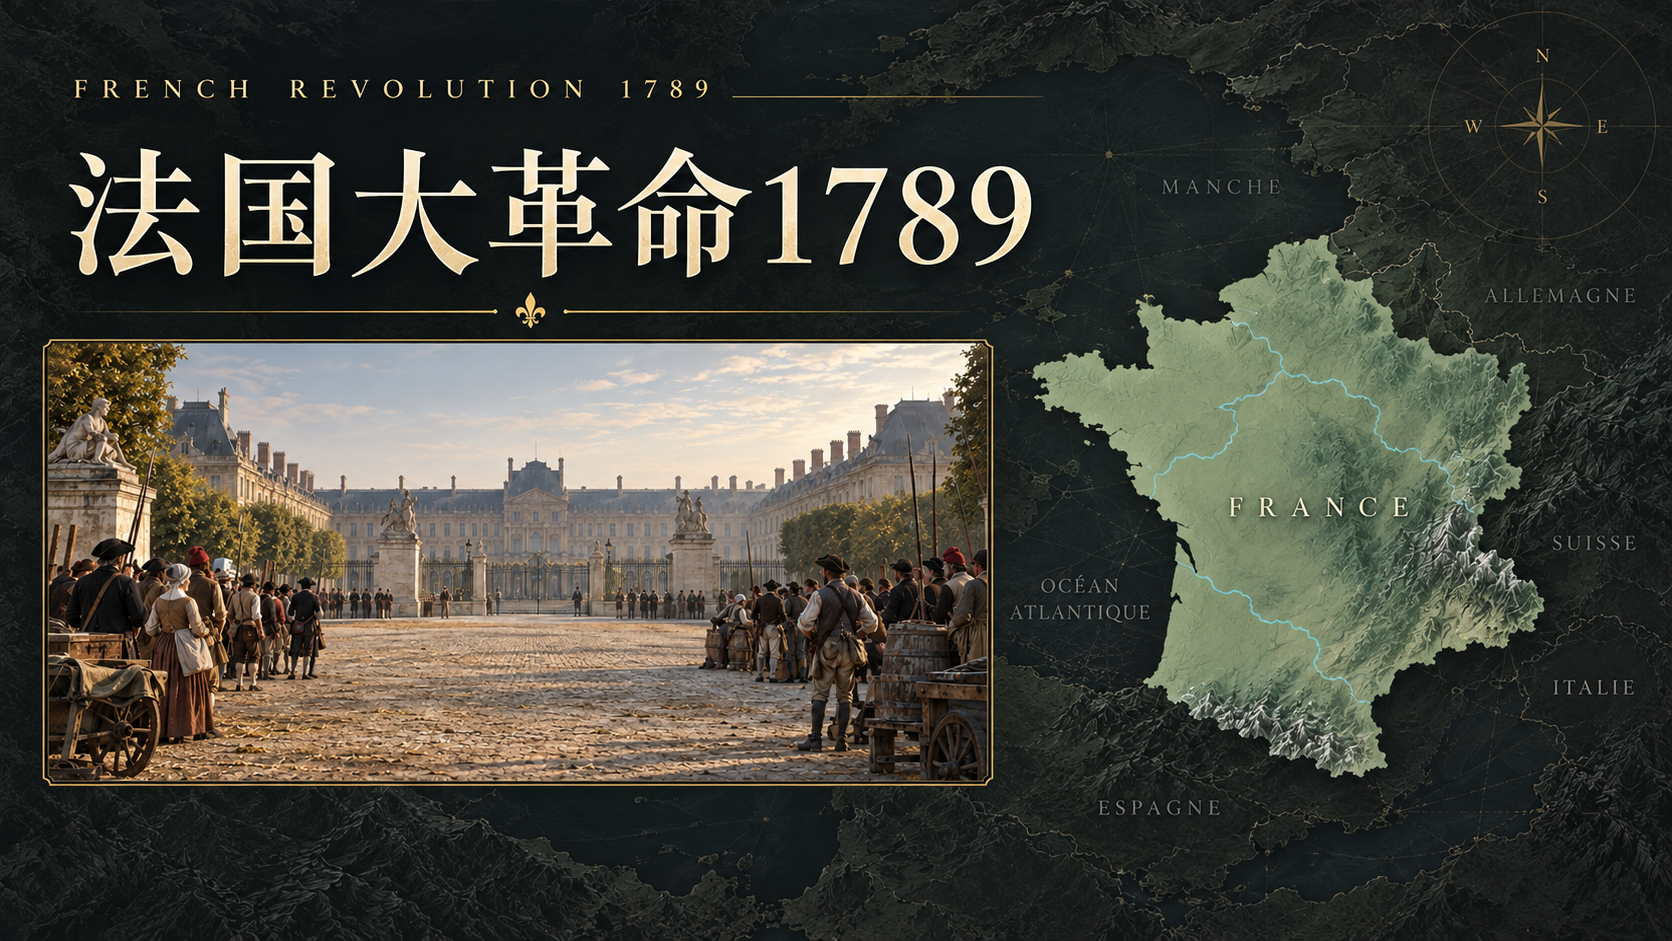 FRENCH REVOLUTION 1789
法国大革命1789
N
W
E
S
MANCHE
ALLEMAGNE
FRANCE
SUISSE
OCÉAN
ATLANTIQUE
ITALIE
ESPAGNE